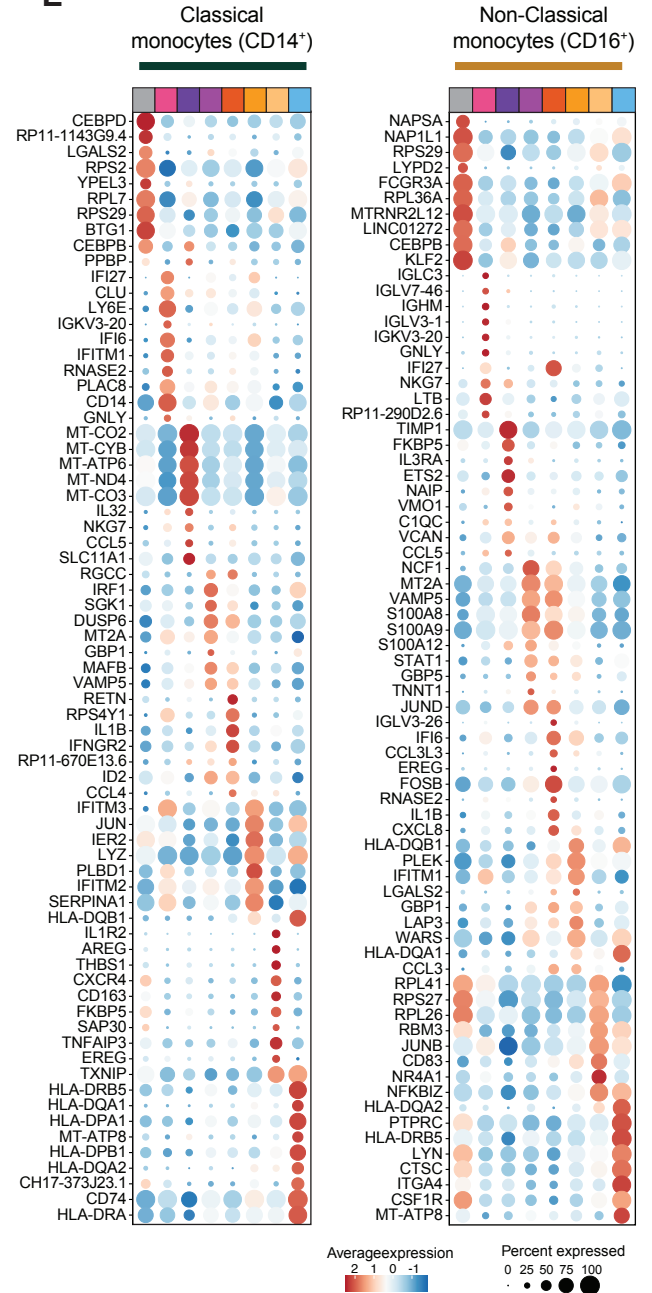 E
Classical
monocytes (CD14⁺)
CEBPD
RP11-1143G9.4
LGALS2
RPS2
YPEL3
RPL7
RPS29
BTG1
CEBPB
PPBP
IFI27
CLU
LY6E
IGKV3-20
IFI6
IFITM1
RNASE2
PLAC8
CD14
GNLY
MT-CO2
MT-CYB
MT-ATP6
MT-ND4
MT-CO3
IL32
NKG7
CCL5
SLC11A1
RGCC
IRF1
SGK1
DUSP6
MT2A
GBP1
MAFB
VAMP5
RETN
RPS4Y1
IL1B
IFNGR2
RP11-670E13.6
ID2
CCL4
IFITM3
JUN
IER2
LYZ
PLBD1
IFITM2
SERPINA1
HLA-DQB1
IL1R2
AREG
THBS1
CXCR4
CD163
FKBP5
SAP30
TNFAIP3
EREG
TXNIP
HLA-DRB5
HLA-DQA1
HLA-DPA1
MT-ATP8
HLA-DPB1
HLA-DQA2
CH17-373J23.1
CD74
HLA-DRA
Non-Classical
monocytes (CD16⁺)
NAPSA
NAP1L1
RPS29
LYPD2
FCGR3A
RPL36A
MTRNR2L12
LINC01272
CEBPB
KLF2
IGLC3
IGLV7-46
IGHM
IGLV3-1
IGKV3-20
GNLY
IFI27
NKG7
LTB
RP11-290D2.6
TIMP1
FKBP5
IL3RA
ETS2
NAIP
VMO1
C1QC
VCAN
CCL5
NCF1
MT2A
VAMP5
S100A8
S100A9
S100A12
STAT1
GBP5
TNNT1
JUND
IGLV3-26
IFI6
CCL3L3
EREG
FOSB
RNASE2
IL1B
CXCL8
HLA-DQB1
PLEK
IFITM1
LGALS2
GBP1
LAP3
WARS
HLA-DQA1
CCL3
RPL41
RPS27
RPL26
RBM3
JUNB
CD83
NR4A1
NFKBIZ
HLA-DQA2
PTPRC
HLA-DRB5
LYN
CTSC
ITGA4
CSF1R
MT-ATP8
Averageexpression
2 1 0 -1
Percent expressed
0 25 50 75 100